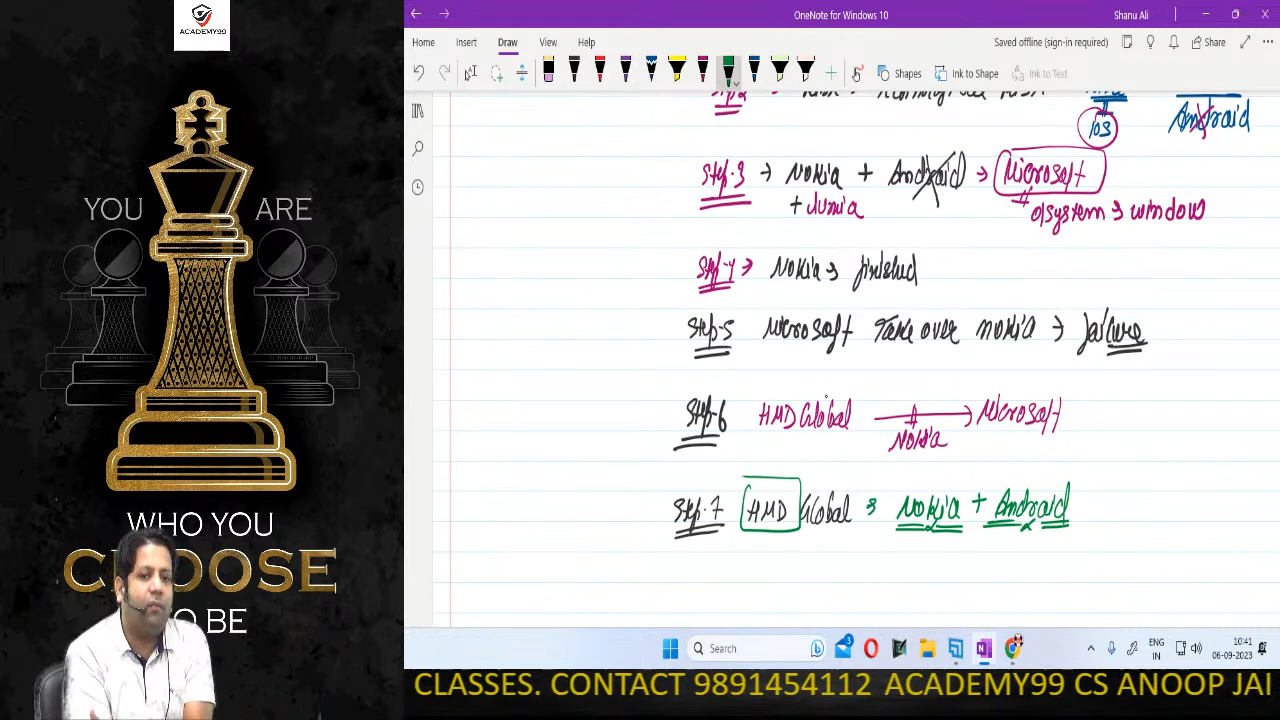 ACADEMY99
YOU ARE
WHO YOU
CHOOSE
TO BE
OneNote for Windows 10
Shanu Ali
Home Insert Draw View Help
Saved offline (sign-in required)
Share
Shapes
Ink to Shape
Ink to Text
ios
Android
Step-3 → Nokia + Android → Microsoft
+ Lumia
o/system → window
Step-4 → Nokia → finished
Step-5 Microsoft Take over Nokia → failure
Step-6 HMD Global → Microsoft
Nokia
Step-7 HMD Global → Nokia + Android
Search
3
ENG
IN
10:41
06-09-2023
CLASSES. CONTACT 9891454112 ACADEMY99 CS ANOOP JAI